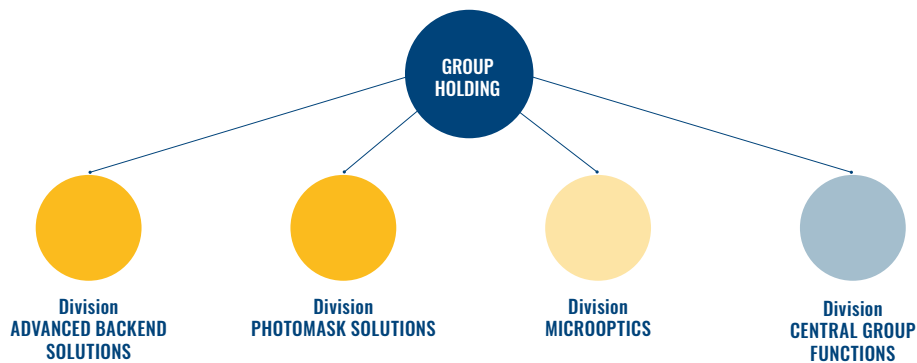 GROUP
HOLDING
Division
ADVANCED BACKEND
SOLUTIONS
Division
PHOTOMASK SOLUTIONS
Division
MICROOPTICS
Division
CENTRAL GROUP
FUNCTIONS